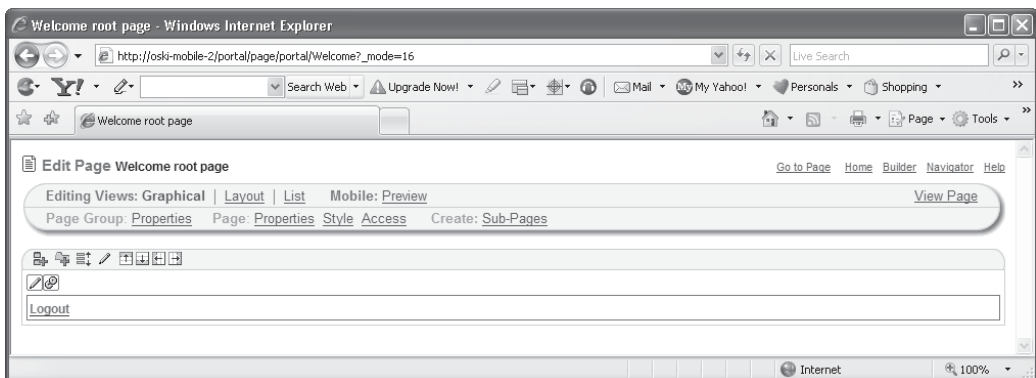 Welcome root page - Windows Internet Explorer
http://oski-mobile-2/portal/page/portal/Welcome?_mode=16
Live Search
Y! Search Web Upgrade Now! Mail My Yahoo! Personals Shopping »
Welcome root page Page Tools »
Edit Page Welcome root page Go to Page Home Builder Navigator Help
Editing Views: Graphical | Layout | List Mobile: Preview View Page
Page Group: Properties Page: Properties Style Access Create: Sub-Pages
Logout
Internet 100%